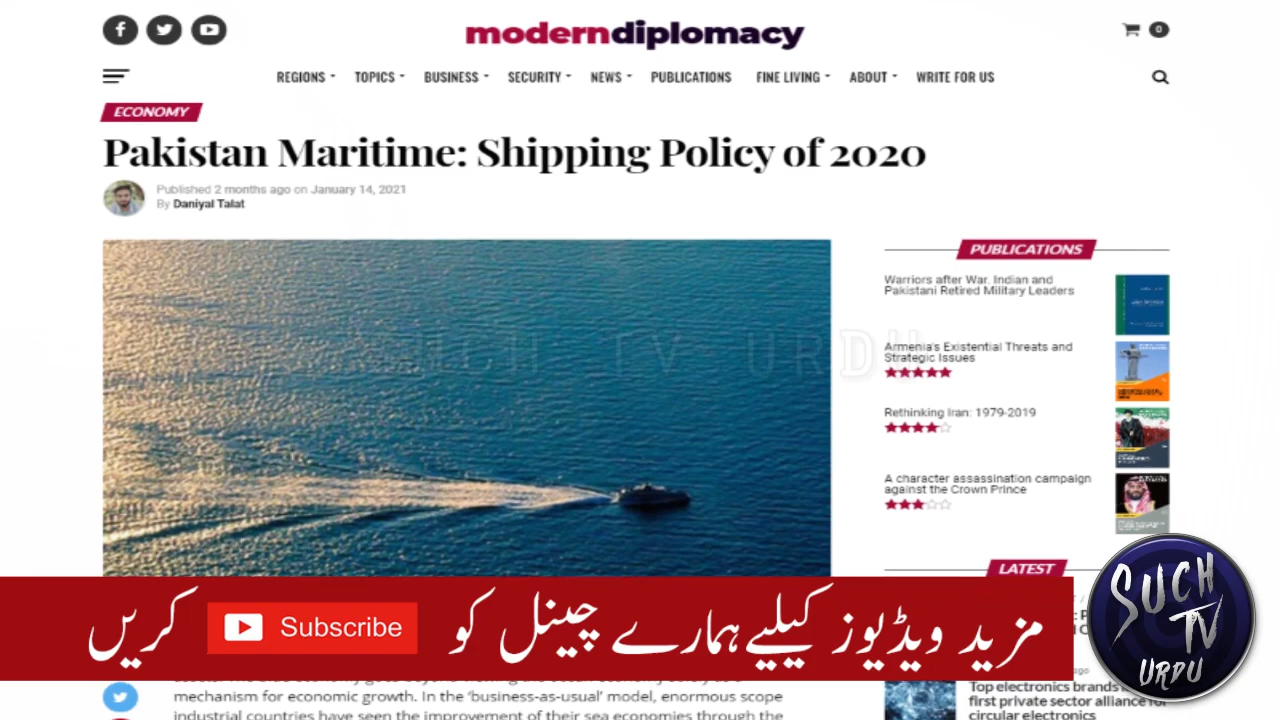 moderndiplomacy
0
REGIONS TOPICS BUSINESS SECURITY NEWS PUBLICATIONS FINE LIVING ABOUT WRITE FOR US
ECONOMY
Pakistan Maritime: Shipping Policy of 2020
Published 2 months ago on January 14, 2021
By Daniyal Talat
PUBLICATIONS
Warriors after War. Indian and
Pakistani Retired Military Leaders
Armenia's Existential Threats and
Strategic Issues
Rethinking Iran: 1979-2019
A character assassination campaign
against the Crown Prince
SUCH TV URDU
LATEST
مزید ویڈیوز کیلیے ہمارے چینل کو Subscribe کریں
SUCH
TV
URDU
mechanism for economic growth. In the 'business-as-usual' model, enormous scope
industrial countries have seen the improvement of their sea economies through the
ago
Top electronics brands
first private sector alliance for
circular electronics